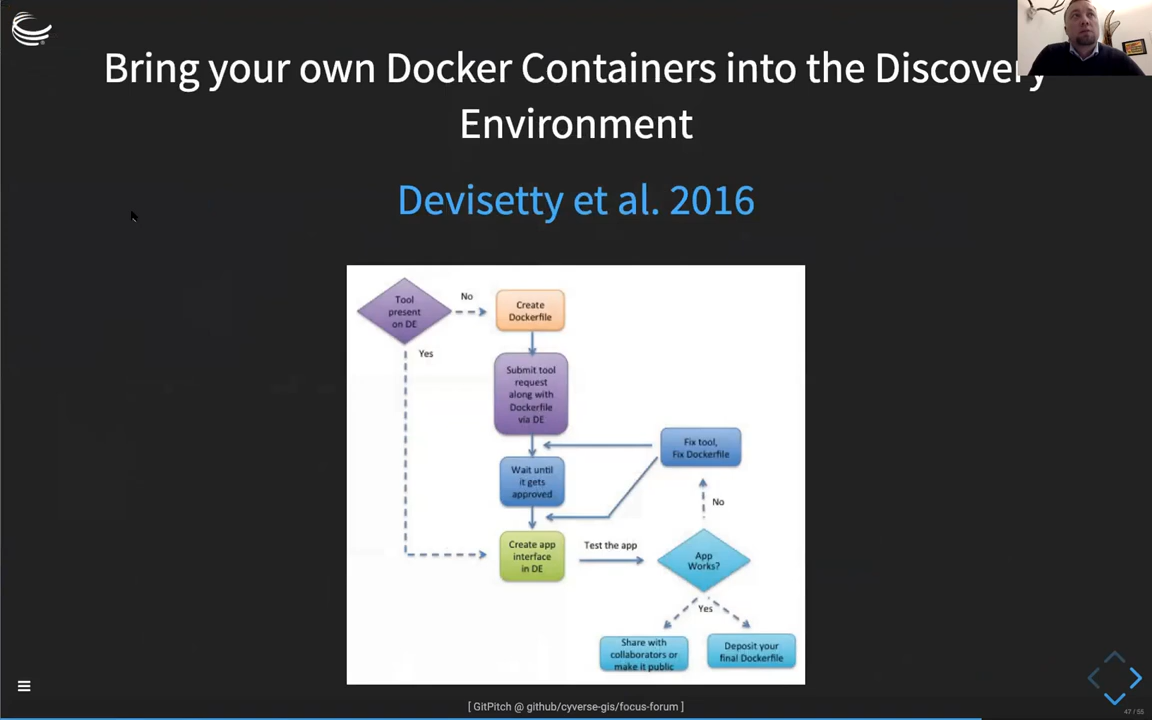 Bring your own Docker Containers into the Discovery
Environment
Devisetty et al. 2016
Tool
present
on DE
No
Create
Dockerfile
Yes
Submit tool
request
along with
Dockerfile
via DE
Fix tool,
Fix Dockerfile
Wait until
it gets
approved
No
Create app
interface
in DE
Test the app
App
Works?
Yes
Share with
collaborators or
make it public
Deposit your
final Dockerfile
[ GitPitch @ github/cyverse-gis/focus-forum ]
47 / 55